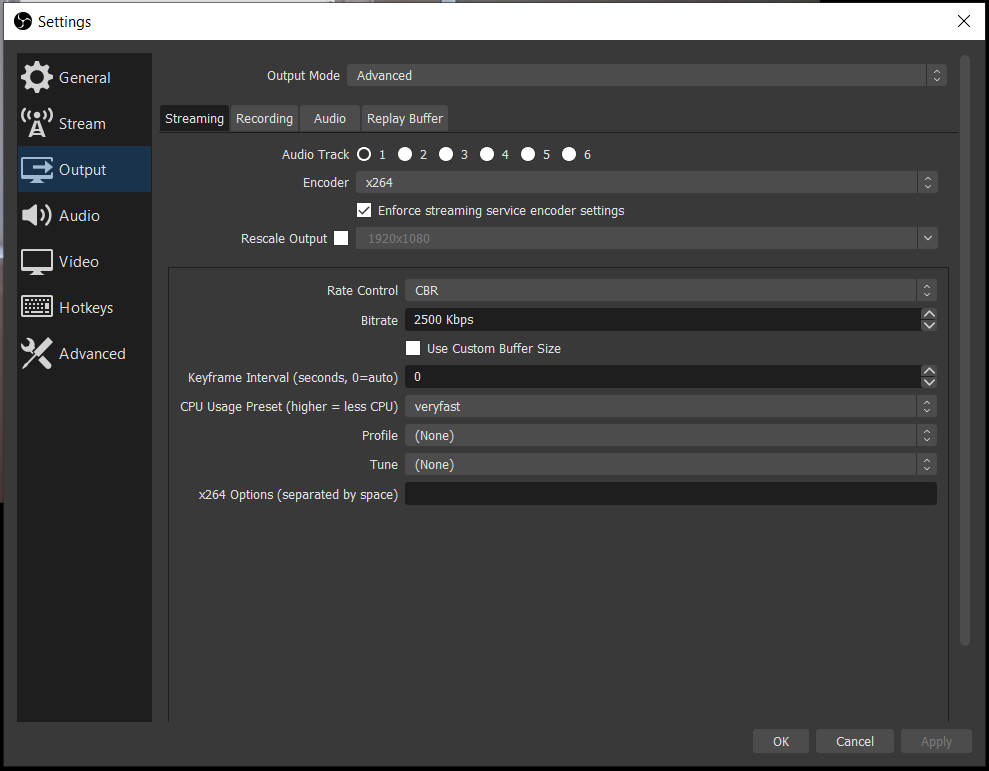 Settings
General
Stream
Output
Audio
Video
Hotkeys
Advanced
Output Mode Advanced
Streaming Recording Audio Replay Buffer
Audio Track 1 2 3 4 5 6
Encoder x264
Enforce streaming service encoder settings
Rescale Output 1920x1080
Rate Control CBR
Bitrate 2500 Kbps
Use Custom Buffer Size
Keyframe Interval (seconds, 0=auto) 0
CPU Usage Preset (higher = less CPU) veryfast
Profile (None)
Tune (None)
x264 Options (separated by space)
OK Cancel Apply